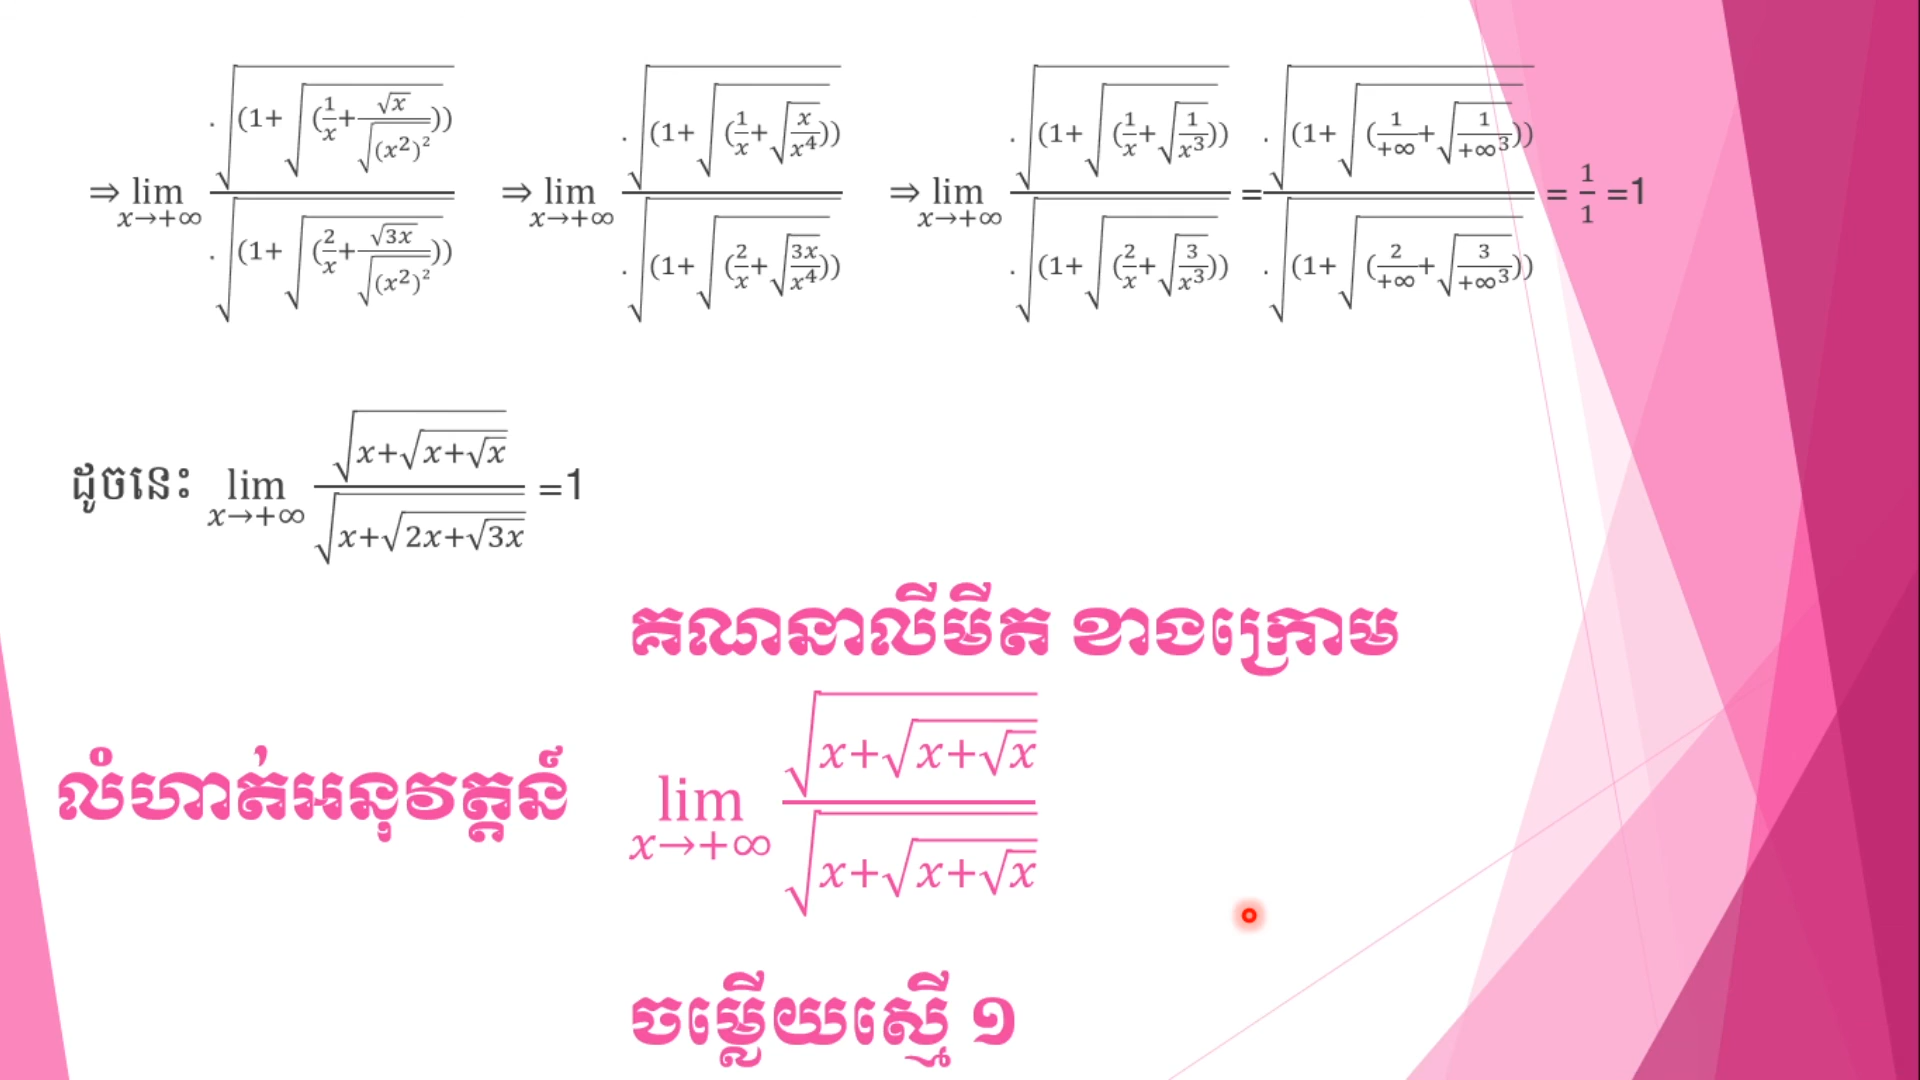 ⇒ lim x→+∞ .√(1+√(1/x+√x/√(x²)²)) / .√(1+√(2/x+√3x/√(x²)²)) ⇒ lim x→+∞ .√(1+√(1/x+√(x/x⁴))) / .√(1+√(2/x+√(3x/x⁴))) ⇒ lim x→+∞ .√(1+√(1/x+√(1/x³))) / .√(1+√(2/x+√(3/x³))) = .√(1+√(1/+∞+√(1/+∞³))) / .√(1+√(2/+∞+√(3/+∞³))) = 1/1 =1
ដូចនេះ lim x→+∞ √(x+√(x+√x)) / √(x+√(2x+√3x)) =1
គណនាលីមីត ខាងក្រោម
លំហាត់អនុវត្តន៍ lim x→+∞ √(x+√(x+√x)) / √(x+√(x+√x))
ចម្លើយស្មើ ១